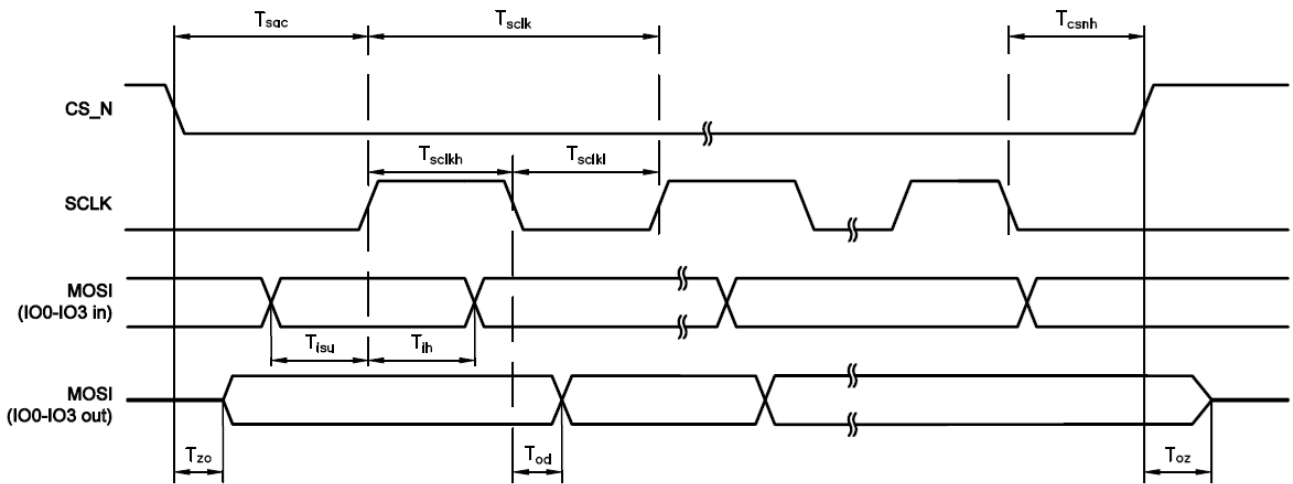 Tsac
Tsclk
Tcsnh
CS_N
Tsclkh
Tsclkl
SCLK
MOSI
(IO0-IO3 in)
Tisu
Tih
MOSI
(IO0-IO3 out)
Tzo
Tod
Toz